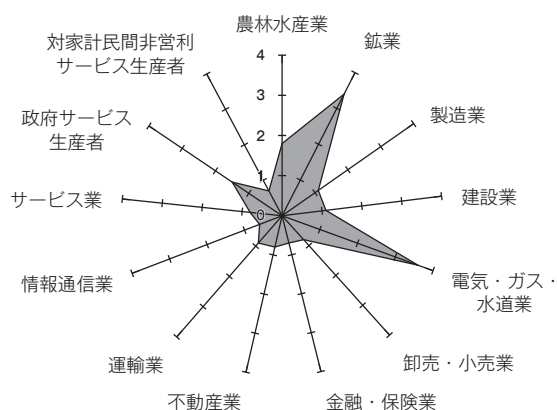 農林水産業
鉱業
製造業
建設業
電気・ガス・
水道業
卸売・小売業
金融・保険業
不動産業
運輸業
情報通信業
サービス業
政府サービス
生産者
対家計民間非営利
サービス生産者
4
3
2
1
0